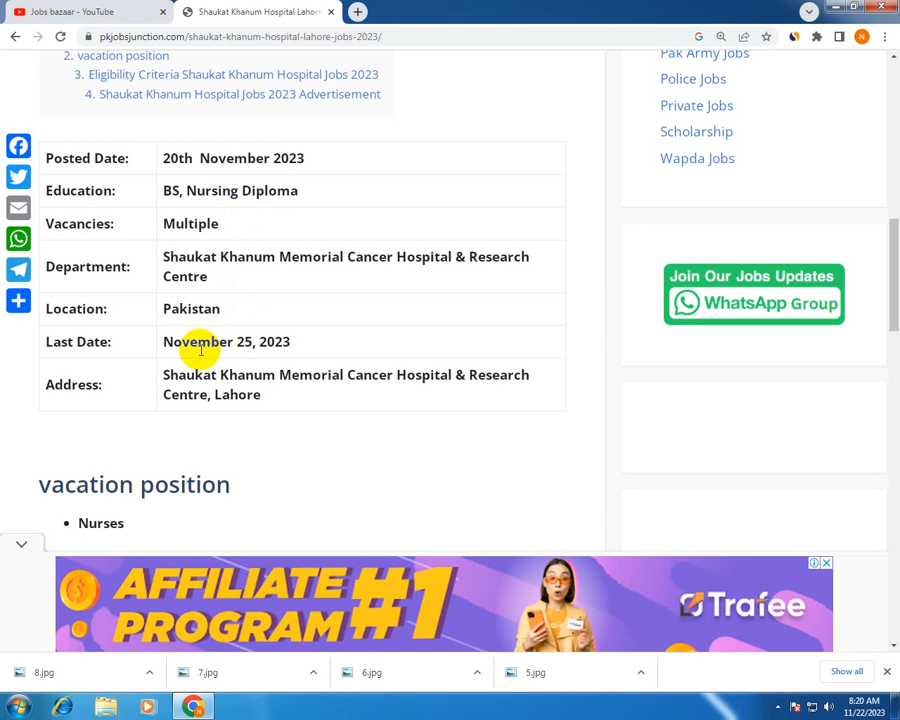 Jobs bazaar - YouTube
Shaukat Khanum Hospital Lahore
pkjobsjunction.com/shaukat-khanum-hospital-lahore-jobs-2023/
2. vacation position
3. Eligibility Criteria Shaukat Khanum Hospital Jobs 2023
4. Shaukat Khanum Hospital Jobs 2023 Advertisement
Pak Army Jobs
Police Jobs
Private Jobs
Scholarship
Wapda Jobs
Posted Date: 20th November 2023
Education: BS, Nursing Diploma
Vacancies: Multiple
Department: Shaukat Khanum Memorial Cancer Hospital & Research
Centre
Location: Pakistan
Last Date: November 25, 2023
Address: Shaukat Khanum Memorial Cancer Hospital & Research
Centre, Lahore
Join Our Jobs Updates
WhatsApp Group
vacation position
• Nurses
AFFILIATE
PROGRAM #1
Trafee
8.jpg
7.jpg
6.jpg
5.jpg
Show all
8:20 AM
11/22/2023